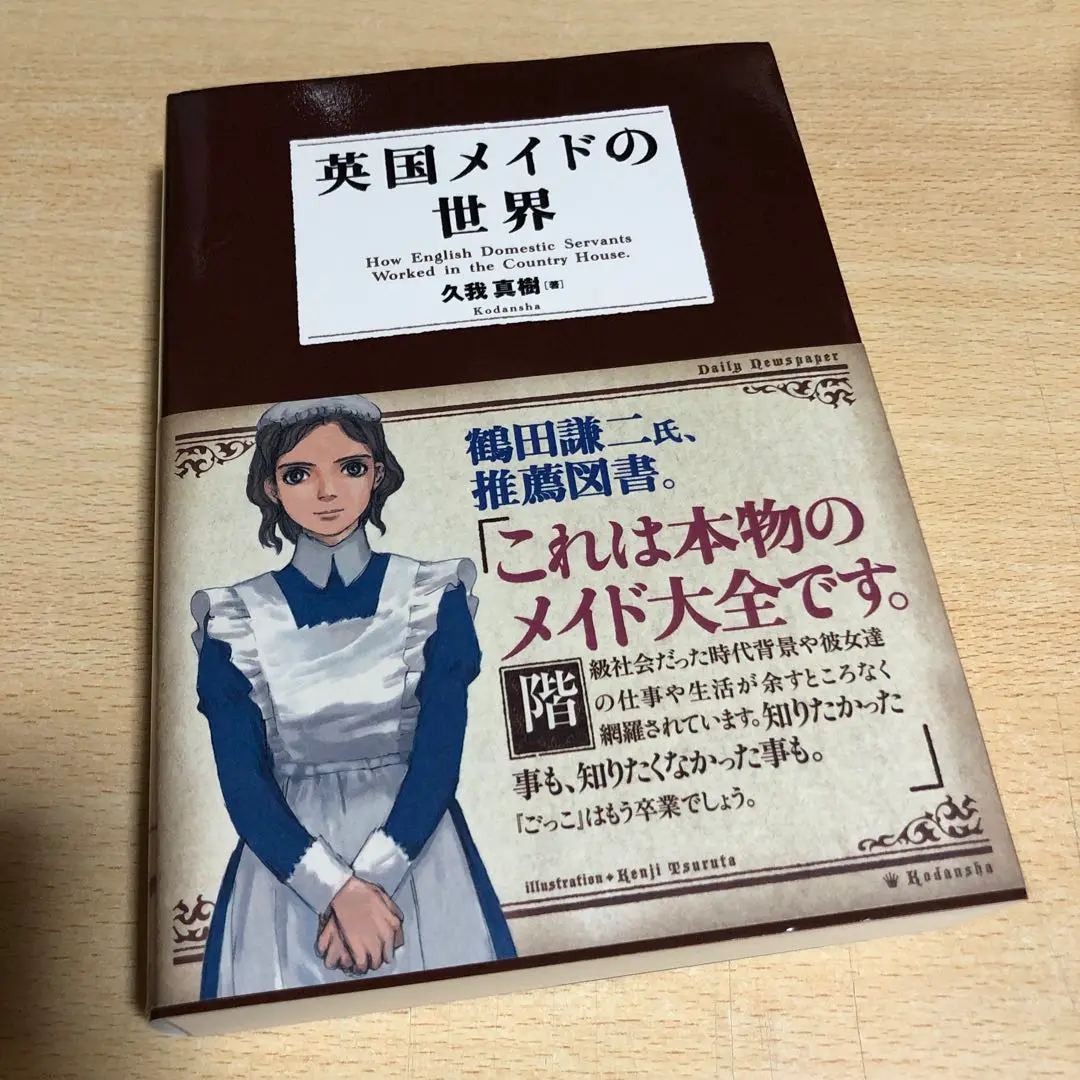 英国メイドの
世界
How English Domestic Servants
Worked in the Country House.
久我 真樹[著]
Kodansha
Daily Newspaper
鶴田謙二氏、
推薦図書。
「これは本物の
メイド大全です。
階級社会だった時代背景や彼女達
の仕事や生活が余すところなく
網羅されています。知りたかった
事も、知りたくなかった事も。」
『ごっこ』はもう卒業でしょう。
illustration Kenji Tsuruta
Kodansha